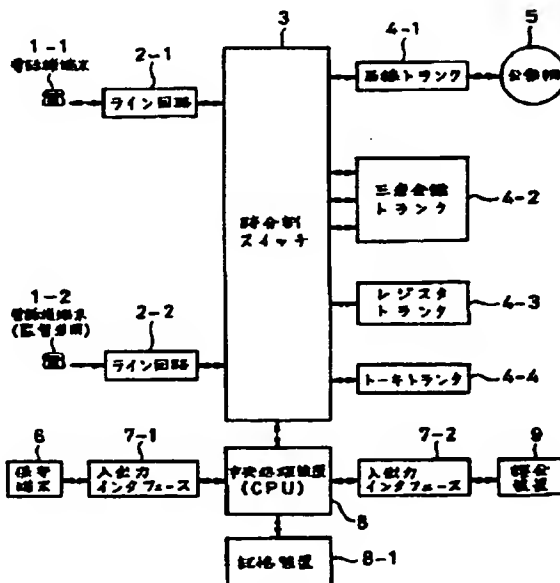 3
4-1
5
1-1
電話機端末
2-1
ライン回路
局線トランク
公衆網
三者会議
トランク
4-2
時分割
スイッチ
1-2
電話機端末
(監督者用)
2-2
ライン回路
レジスタ
トランク
4-3
トーキトランク
4-4
6
7-1
7-2
9
保守
端末
入出力
インタフェース
中央処理装置
(CPU)
入出力
インタフェース
課金
装置
8
記憶装置
8-1